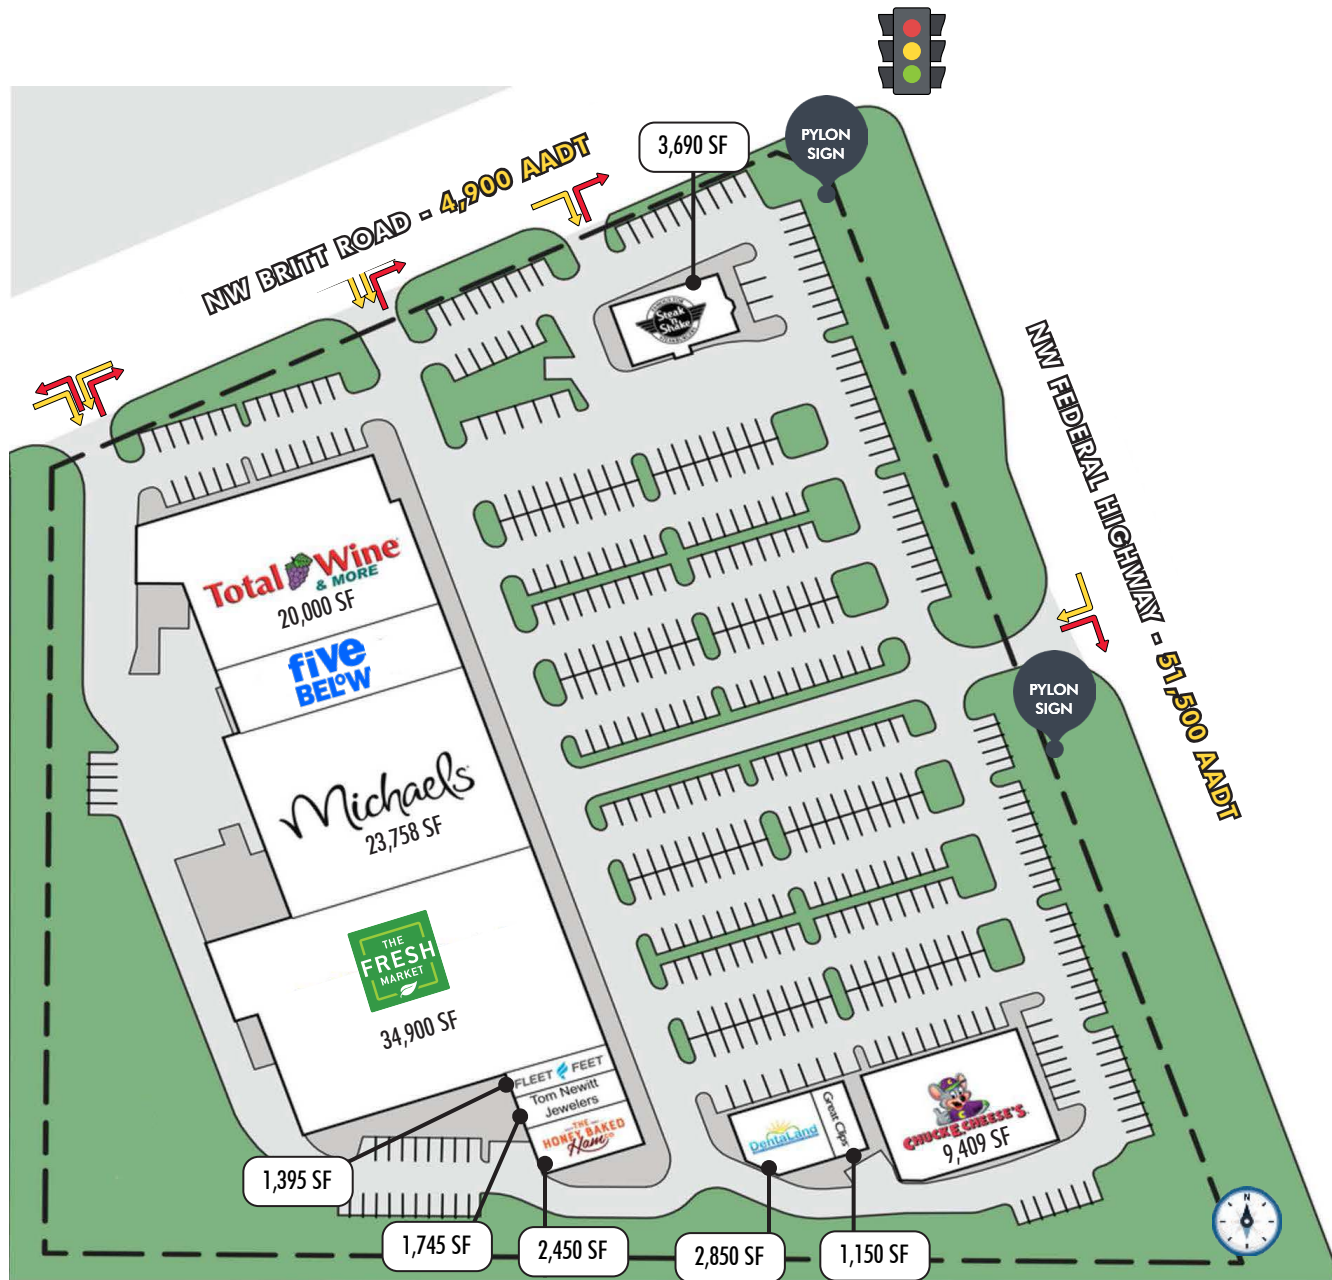 PYLON
SIGN
3,690 SF
NW BRITT ROAD - 4,900 AADT
Steak
'n
Shake
NW FEDERAL HIGHWAY - 51,500 AADT
Total Wine
& MORE
20,000 SF
five
BELOW
PYLON
SIGN
Michaels
23,758 SF
THE
FRESH
MARKET
34,900 SF
FLEET FEET
Tom Newitt
Jewelers
THE
HONEY BAKED
Ham
DentaLand
Great Clips
CHUCK E. CHEESE'S
9,409 SF
1,395 SF
1,745 SF
2,450 SF
2,850 SF
1,150 SF
N